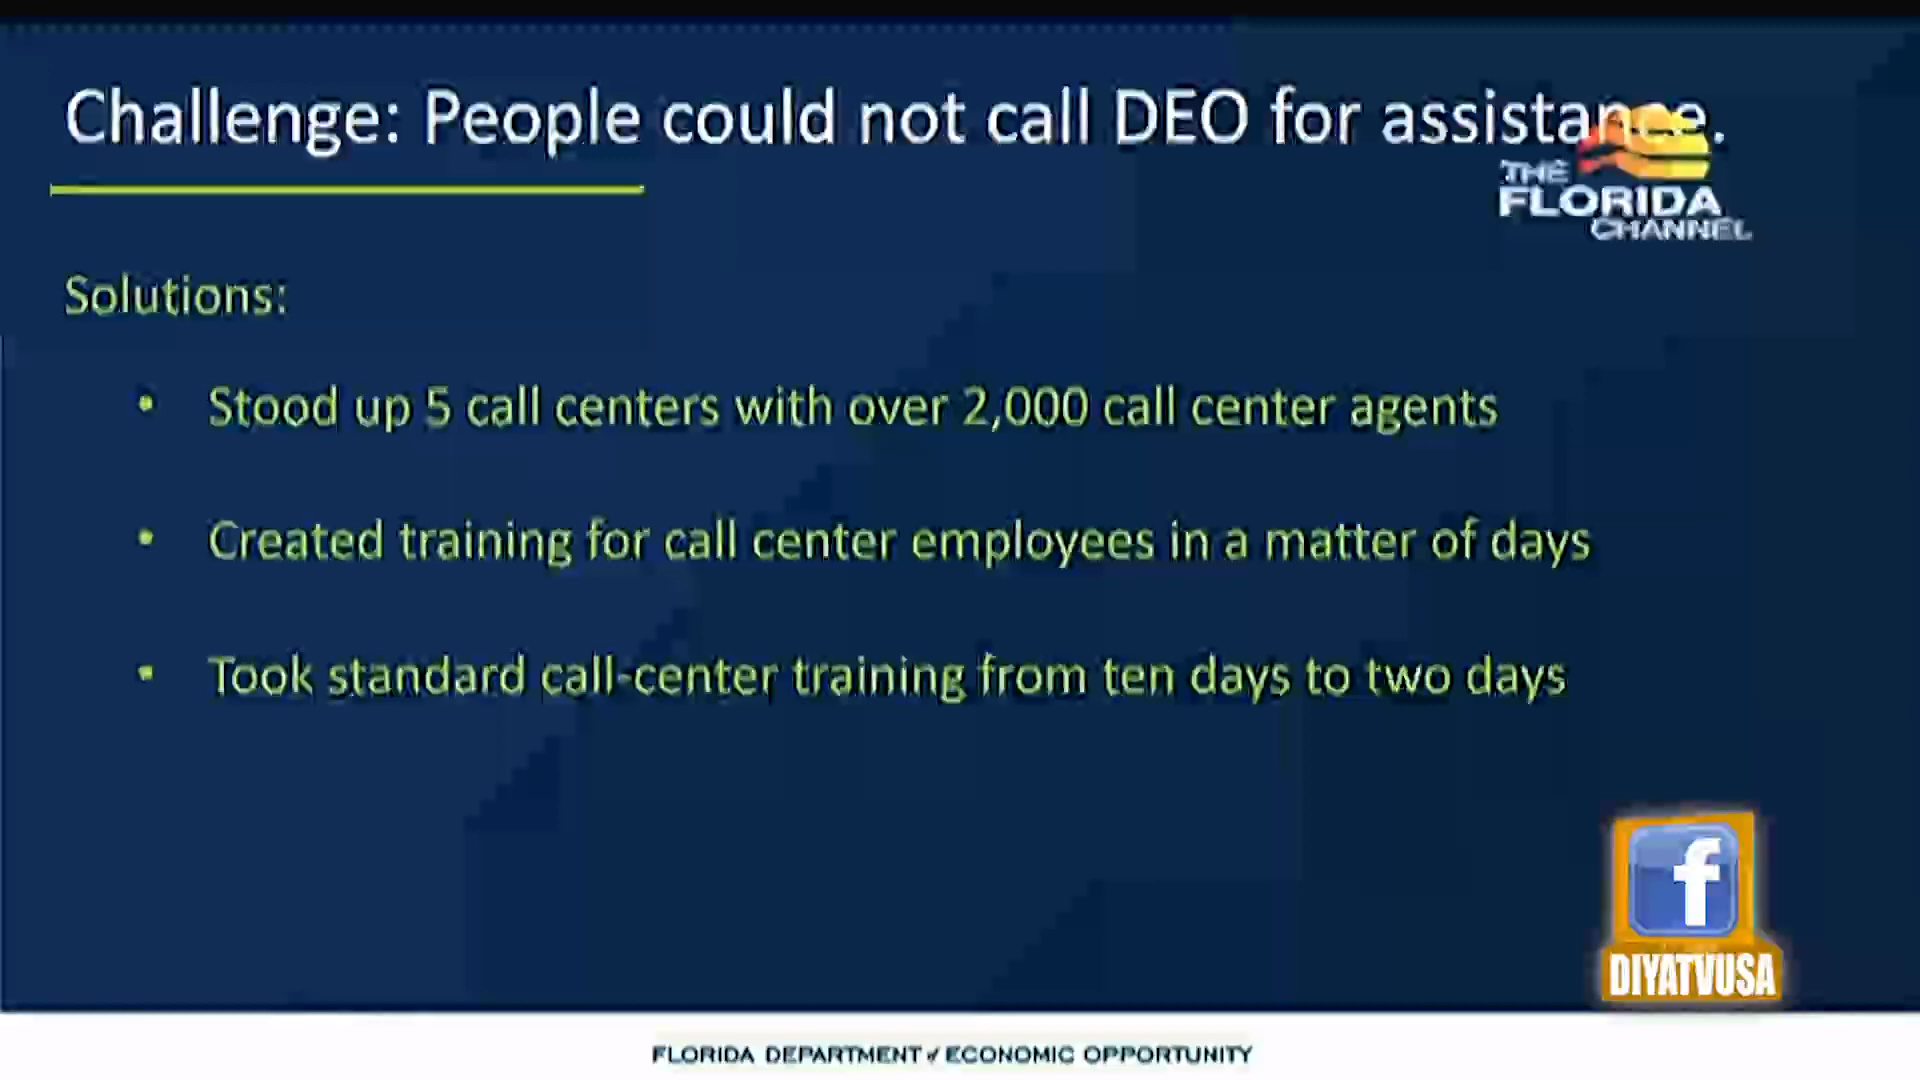 Challenge: People could not call DEO for assistance.
THE
FLORIDA
CHANNEL
Solutions:
• Stood up 5 call centers with over 2,000 call center agents
• Created training for call center employees in a matter of days
• Took standard call-center training from ten days to two days
f
DIYATVUSA
FLORIDA DEPARTMENT of ECONOMIC OPPORTUNITY